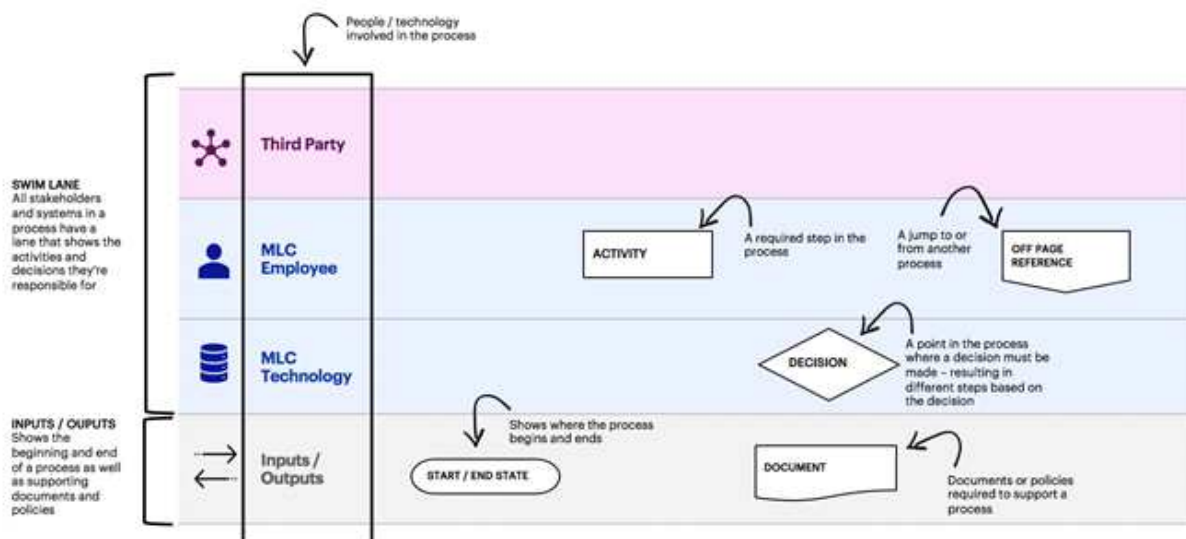 People / technology
involved in the process
Third Party
SWIM LANE
All stakeholders
and systems in a
process have a
lane that shows the
activities and
decisions they're
responsible for
MLC
Employee
ACTIVITY
A required step in the
process
A jump to or
from another
process
OFF PAGE
REFERENCE
MLC
Technology
DECISION
A point in the process
where a decision must be
made – resulting in
different steps based on
the decision
INPUTS / OUPUTS
Shows the
beginning and end
of a process as well
as supporting
documents and
policies
Inputs /
Outputs
Shows where the process
begins and ends
START / END STATE
DOCUMENT
Documents or policies
required to support a
process